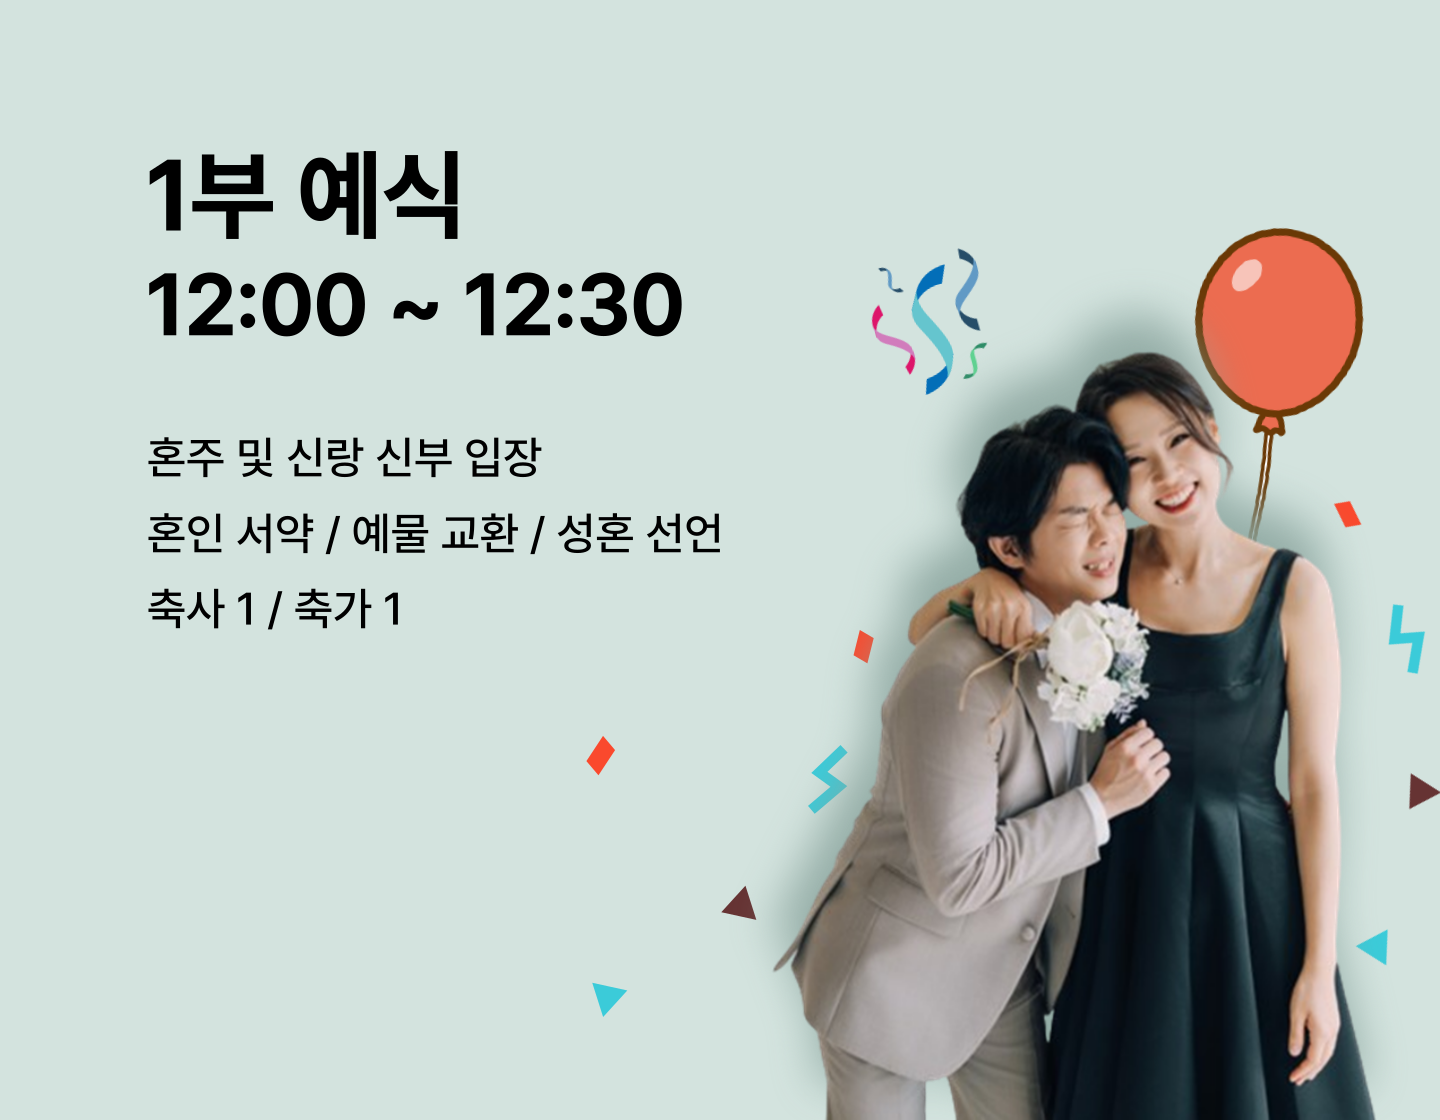 1부 예식
12:00 ~ 12:30
혼주 및 신랑 신부 입장
혼인 서약 / 예물 교환 / 성혼 선언
축사 1 / 축가 1